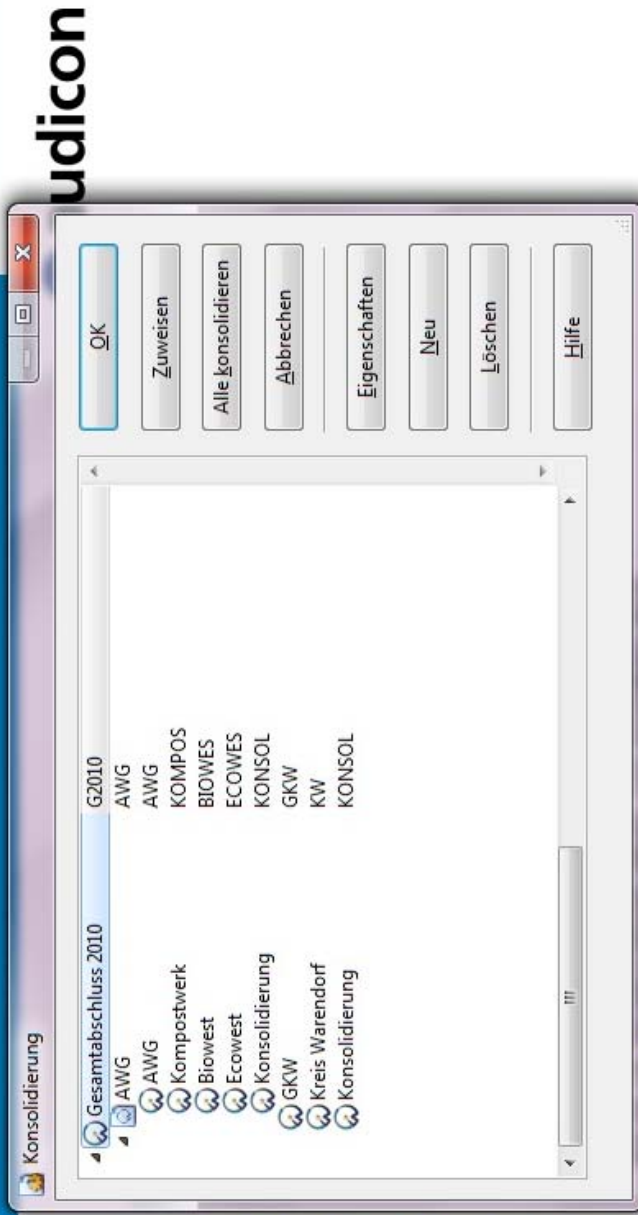 udicon
Konsolidierung
Gesamtabschluss 2010 G2010
AWG AWG
AWG AWG
Kompostwerk KOMPOS
Biowest BIOWES
Ecowest ECOWES
Konsolidierung KONSOL
GKW GKW
Kreis Warendorf KW
Konsolidierung KONSOL
OK
Zuweisen
Alle konsolidieren
Abbrechen
Eigenschaften
Neu
Löschen
Hilfe